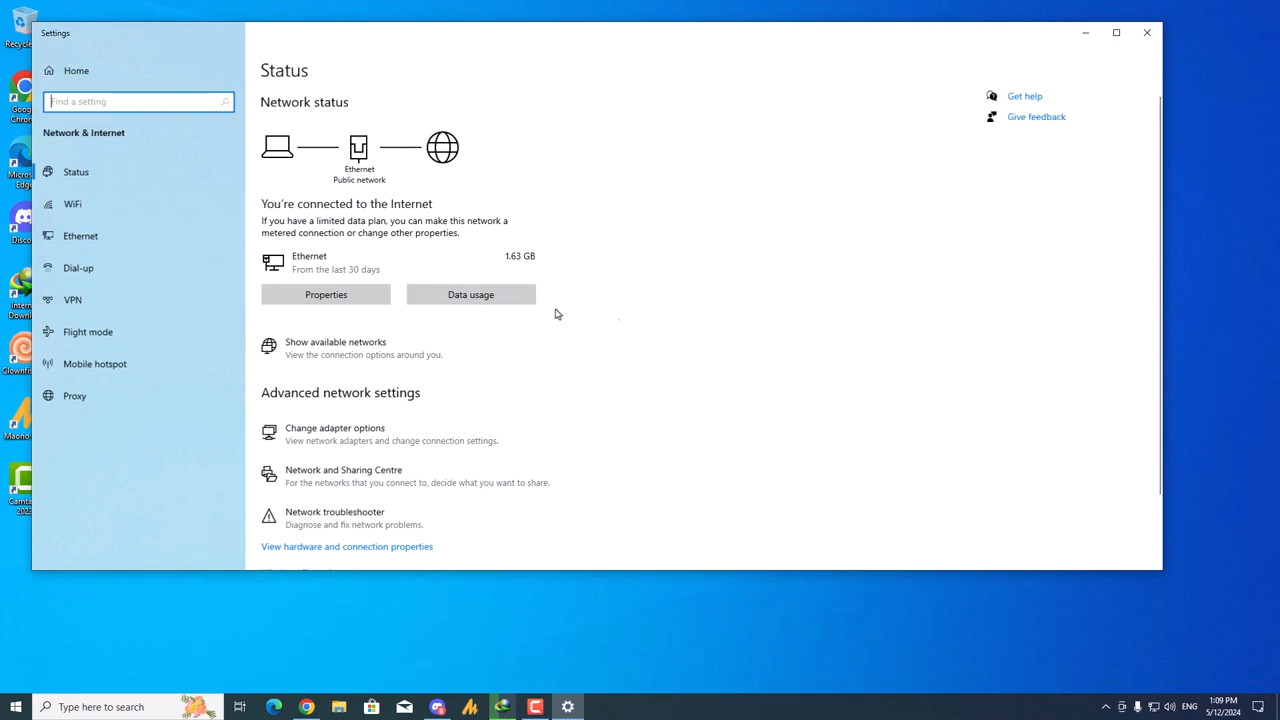 Settings
Home
Find a setting
Network & Internet
Status
WiFi
Ethernet
Dial-up
VPN
Flight mode
Mobile hotspot
Proxy
Status
Network status
Ethernet
Public network
You're connected to the Internet
If you have a limited data plan, you can make this network a
metered connection or change other properties.
Ethernet 1.63 GB
From the last 30 days
Properties Data usage
Show available networks
View the connection options around you.
Advanced network settings
Change adapter options
View network adapters and change connection settings.
Network and Sharing Centre
For the networks that you connect to, decide what you want to share.
Network troubleshooter
Diagnose and fix network problems.
View hardware and connection properties
Get help
Give feedback
Type here to search
ENG
1:09 PM
5/12/2024